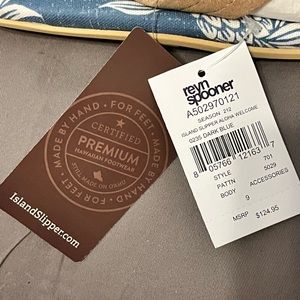 MADE BY HAND • FOR FEET • MADE BY HAND • FOR FEET •
CERTIFIED
PREMIUM
HAWAIIAN FOOTWEAR
STILL MADE ON OAHU
IslandSlipper.com
reyn
spooner
A502970121
SEASON 212
ISLAND SLIPPER ALOHA WELCOME
0235 DARK BLUE
8 05766 12163 7
STYLE 701
PATTN 5029
BODY ACCESSORIES
9
MSRP $124.95